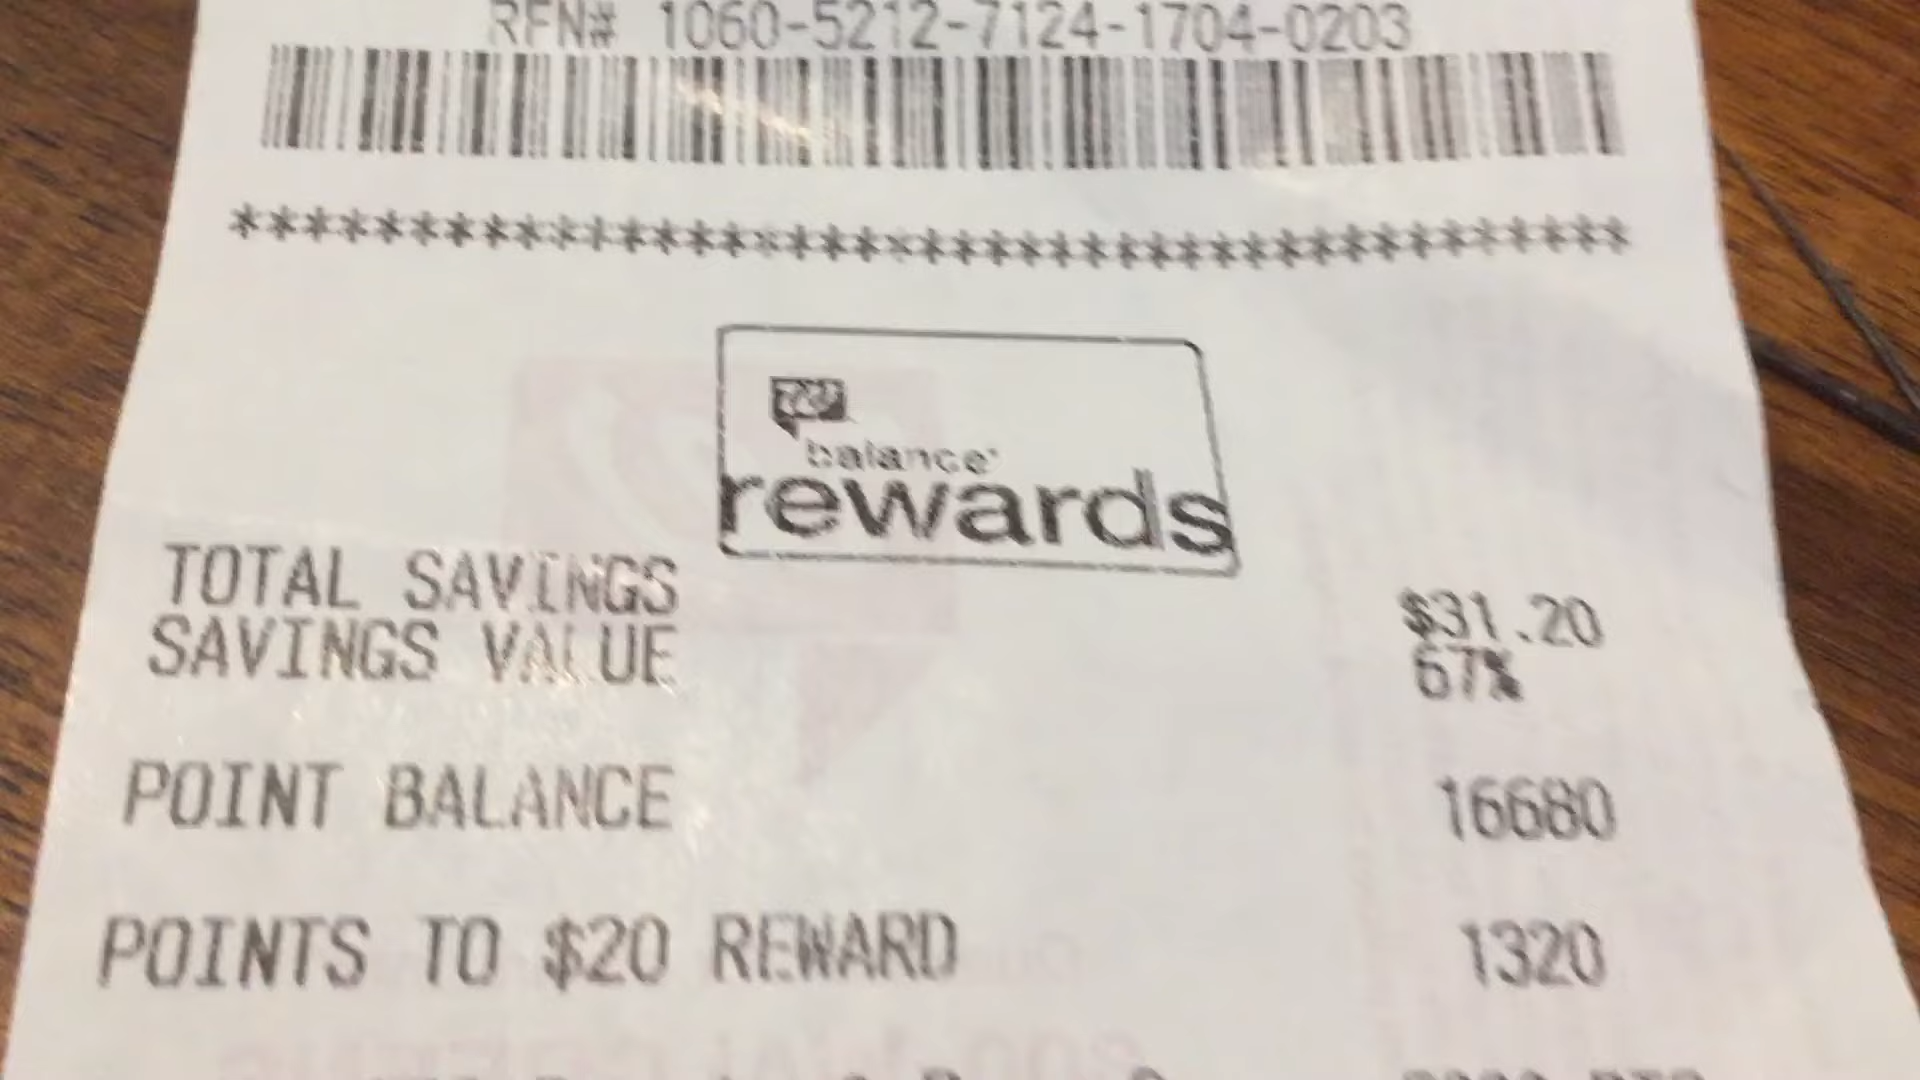 RFN# 1060-5212-7124-1704-0203
****************************************
balance
rewards
TOTAL SAVINGS $31.20
SAVINGS VALUE 67%
POINT BALANCE 16680
POINTS TO $20 REWARD 1320